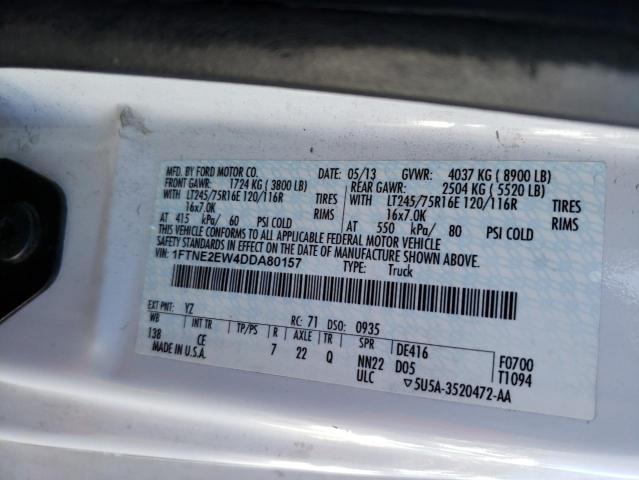 MFD. BY FORD MOTOR CO. 05/13 GVWR: 4037 KG ( 8900 LB)
FRONT GAWR: 1724 KG ( 3800 LB) REAR GAWR: 2504 KG ( 5520 LB)
WITH LT245/75R16E 120/116R TIRES WITH LT245/75R16E 120/116R TIRES
16x7.0K RIMS 16x7.0K RIMS
AT 415 kPa/ 60 PSI COLD AT 550 kPa/ 80 PSI COLD
THIS VEHICLE CONFORMS TO ALL APPLICABLE FEDERAL MOTOR VEHICLE
SAFETY STANDARDS IN EFFECT ON THE DATE OF MANUFACTURE SHOWN ABOVE.
VIN: 1FTNE2EW4DDA80157 TYPE: Truck
EXT PNT: YZ RC: 71 DSO: 0935
WB INT TR TP/PS R AXLE TR SPR DE416 F0700
138 CE 7 22 Q NN22 D05 T1094
MADE IN U.S.A. ULC ▽5U5A-3520472-AA